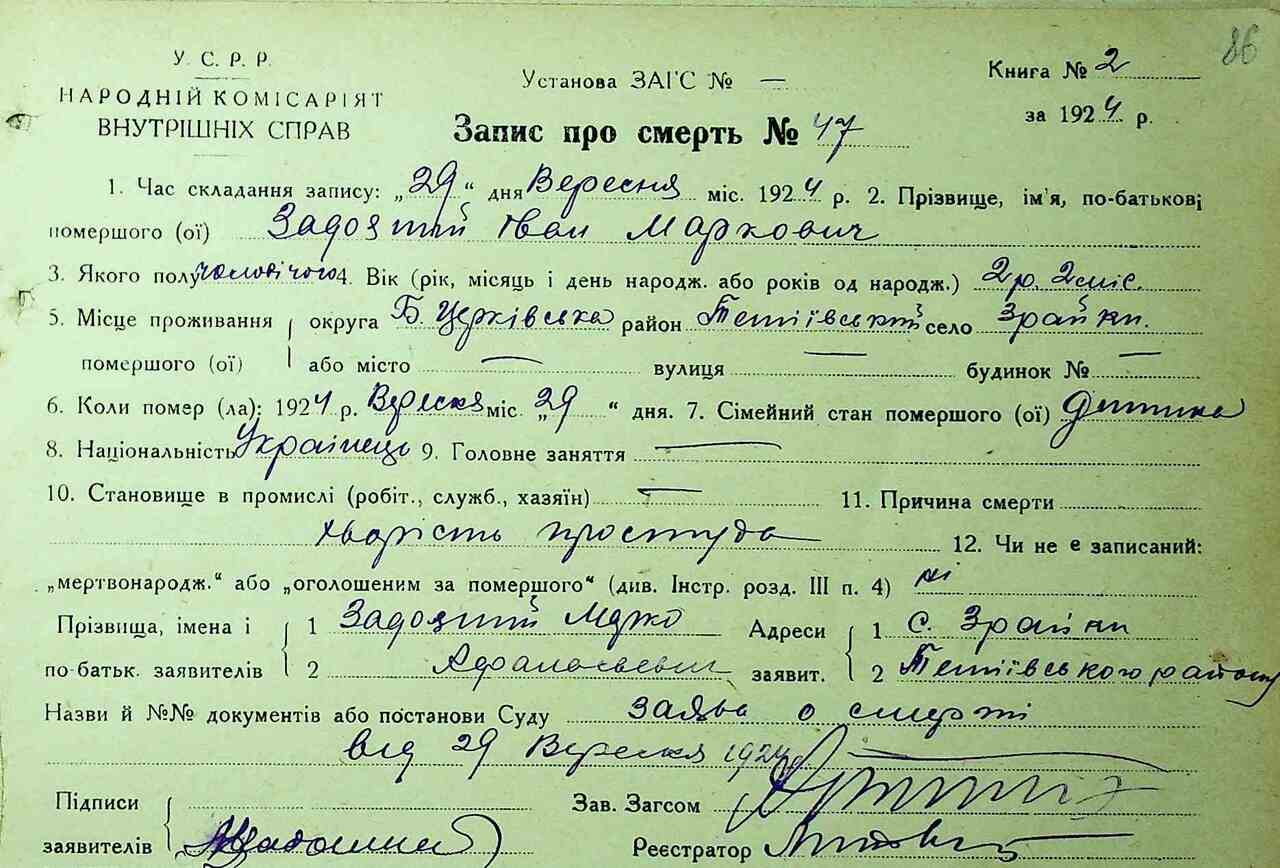 86
У. С. Р. Р.
НАРОДНІЙ КОМІСАРІЯТ
ВНУТРІШНІХ СПРАВ
Установа ЗАГС № —
Книга № 2
за 1924 р.
Запис про смерть № 47
1. Час складання запису: „29“ дня Вересня міс. 1924 р. 2. Прізвище, ім'я, по-батькові
помершого (ої) Задозний Іван Маркович
3. Якого полу чоловічого 4. Вік (рік, місяць і день народж. або років од народж.) 2 р. 2 міс.
5. Місце проживання округа Б. Церківська район Тетіївський село Зрайки.
помершого (ої) або місто — вулиця — будинок № —
6. Коли помер (ла): 1924 р. Вересня міс. „29“ дня. 7. Сімейний стан помершого (ої) дитина
8. Національність Українець 9. Головне заняття —
10. Становище в промислі (робіт., служб., хазяїн) — 11. Причина смерти
хворість простуда 12. Чи не є записаний:
„мертвонародж.“ або „оголошеним за помершого“ (див. Інстр. розд. III п. 4) ні
Прізвища, імена і 1 Задозний Марко Адреси 1 с. Зрайки
по-батьк. заявителів 2 Афанасьевич заявит. 2 Тетіївського району
Назви й №№ документів або постанови Суду заява о смерті
від 29 Вересня 1924 р
Підписи Зав. Загсом
заявителів Реєстратор